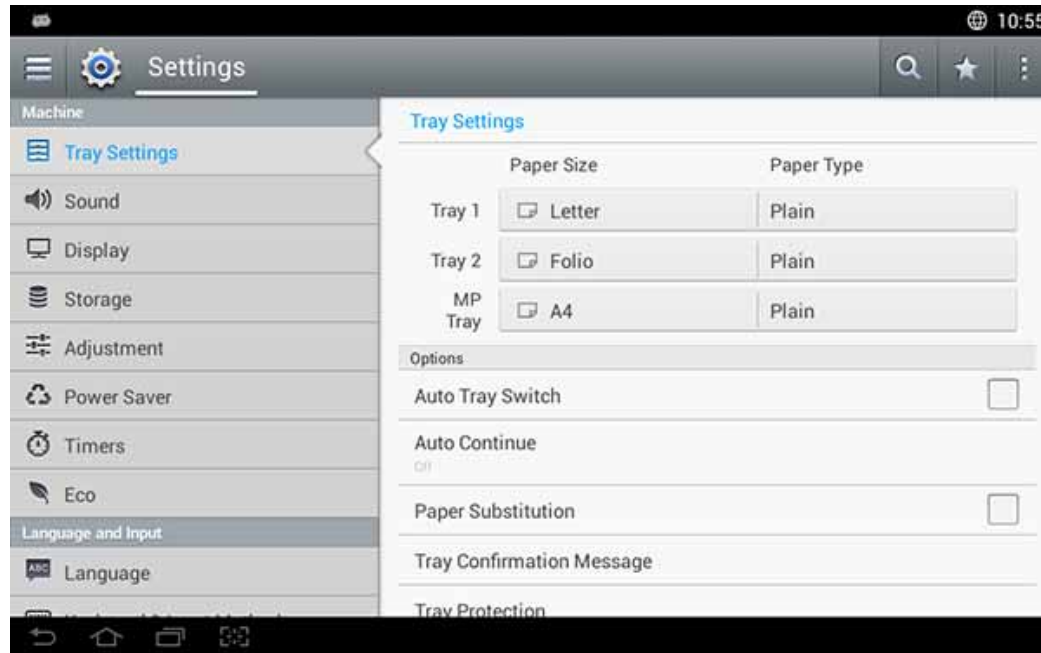 10:55
Settings
Machine
Tray Settings
Sound
Display
Storage
Adjustment
Power Saver
Timers
Eco
Language and Input
ABC
Language
Tray Settings
Paper Size Paper Type
Tray 1 Letter Plain
Tray 2 Folio Plain
MP
Tray A4 Plain
Options
Auto Tray Switch
Auto Continue
Off
Paper Substitution
Tray Confirmation Message
Tray Protection